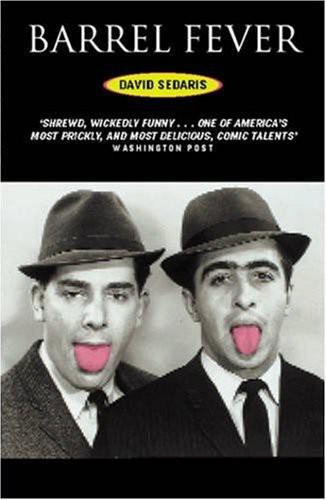 BARREL FEVER
DAVID SEDARIS
'SHREWD, WICKEDLY FUNNY . . . ONE OF AMERICA'S
MOST PRICKLY, AND MOST DELICIOUS, COMIC TALENTS'
WASHINGTON POST